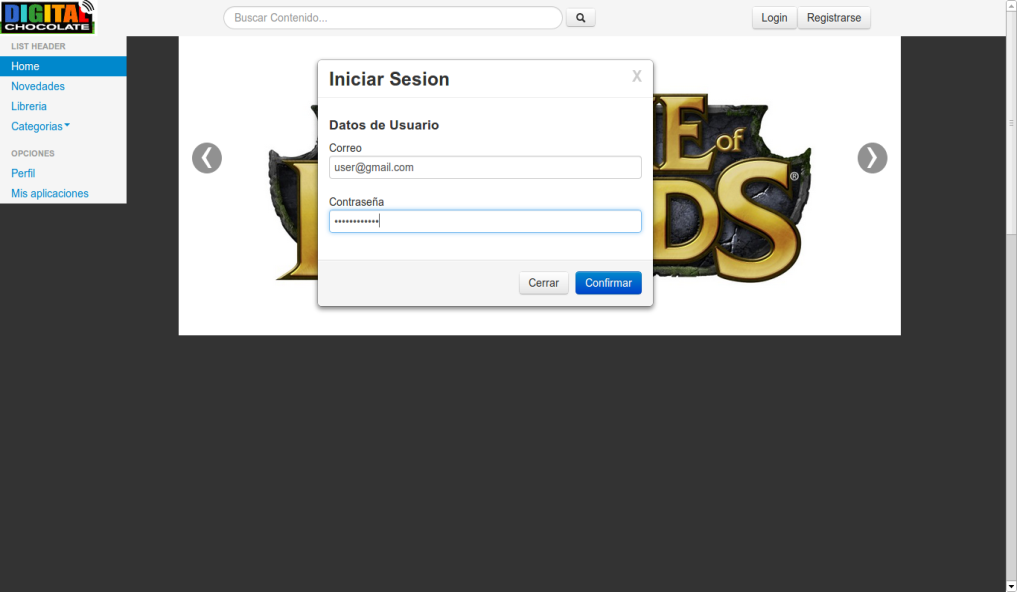 DIGITAL
CHOCOLATE
Buscar Contenido...
Login
Registrarse
LIST HEADER
Home
Novedades
Libreria
Categorias
OPCIONES
Perfil
Mis aplicaciones
Iniciar Sesion
X
Datos de Usuario
Correo
user@gmail.com
Contraseña
••••••••••••
Cerrar
Confirmar
E of
DS®